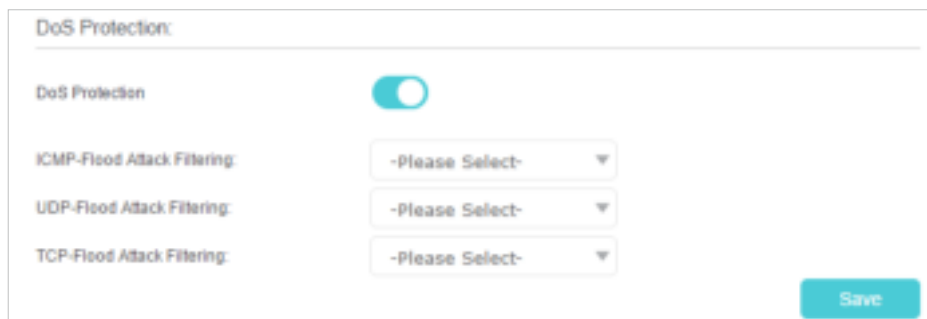 DoS Protection:
DoS Protection
ICMP-Flood Attack Filtering: -Please Select-
UDP-Flood Attack Filtering: -Please Select-
TCP-Flood Attack Filtering: -Please Select-
Save